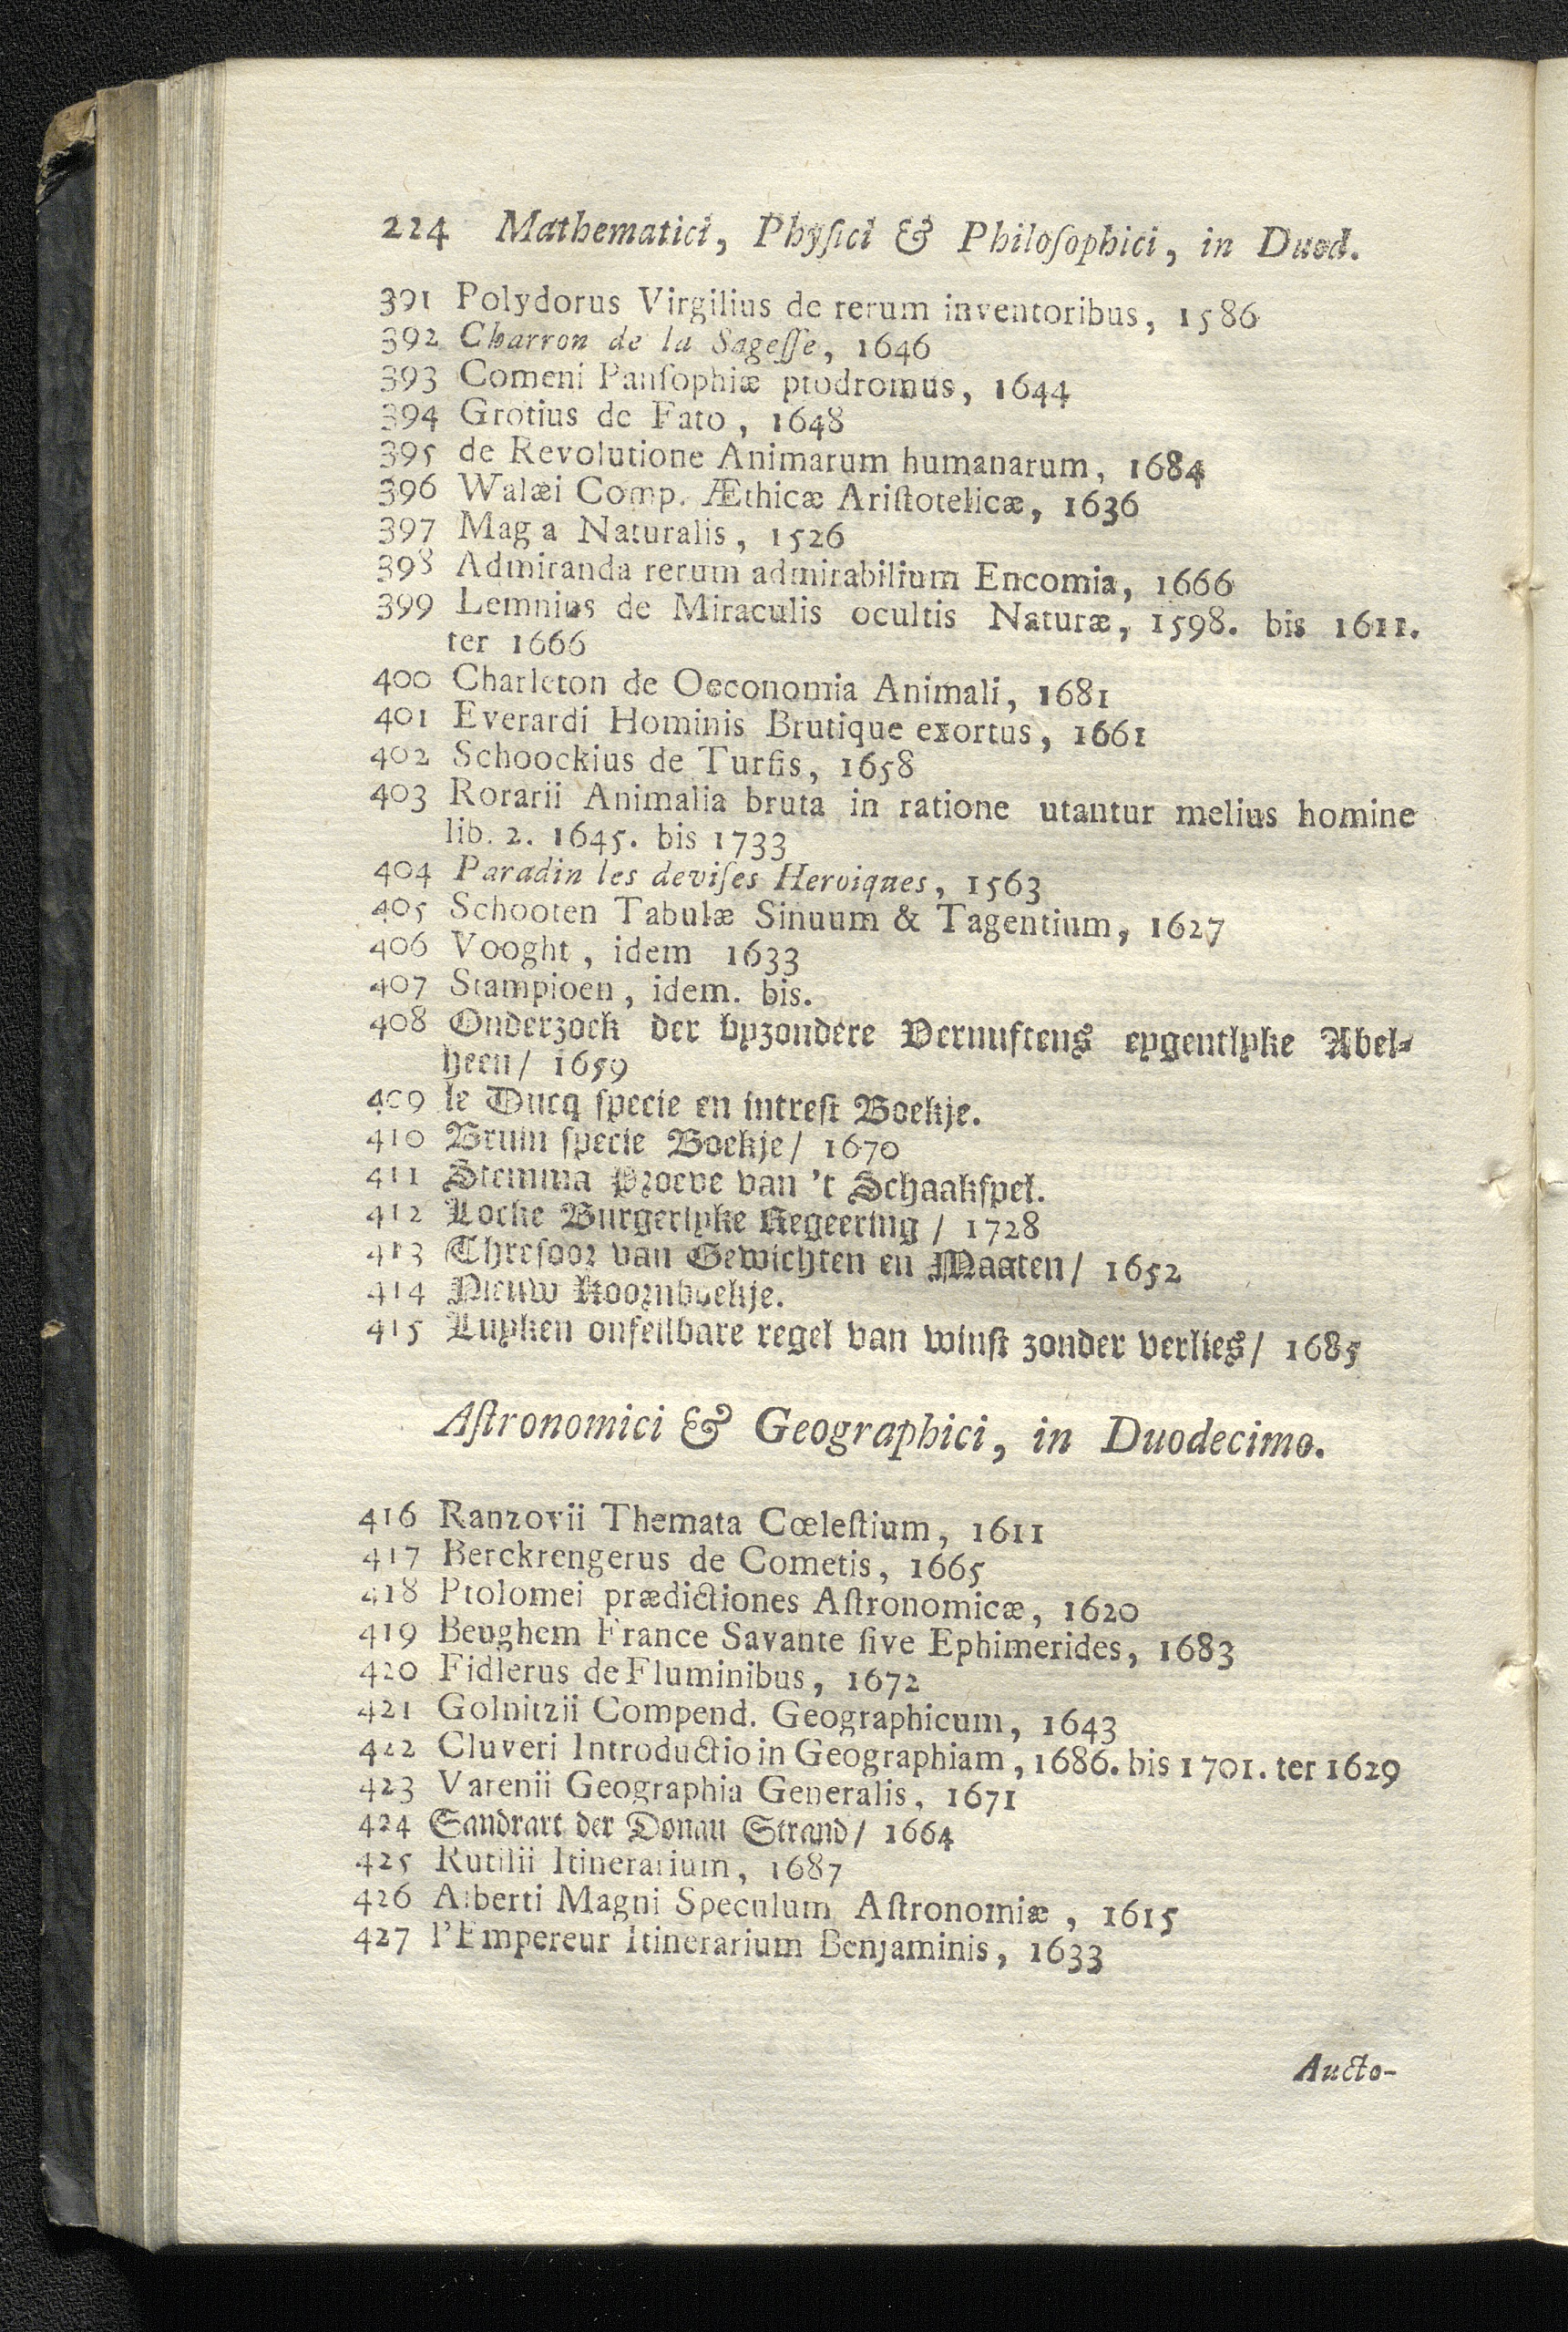 224 Mathematici, Phyſici & Philoſophici, in Duod.
391 Polydorus Virgilius de rerum inventoribus, 1586
392 Charron de la Sageſſe, 1646
393 Comeni Panſophiæ ptodromus, 1644
394 Grotius de Fato, 1648
395 de Revolutione Animarum humanarum, 1684
396 Walæi Comp. Æthicæ Ariſtotelicæ, 1636
397 Mag a Naturalis, 1526
398 Admiranda rerum admirabilium Encomia, 1666
399 Lemnius de Miraculis ocultis Naturæ, 1598. bis 1611.
ter 1666
400 Charleton de Oeconomia Animali, 1681
401 Everardi Hominis Brutique exortus, 1661
402 Schoockius de Turfis, 1658
403 Rorarii Animalia bruta in ratione utantur melius homine
lib. 2. 1645. bis 1733
404 Paradin les deviſes Heroiques, 1563
405 Schooten Tabulæ Sinuum & Tagentium, 1627
406 Vooght, idem 1633
407 Stampioen, idem. bis.
408 Onderzoek der byzondere Vernuftens eygentlyke Abel-
heen/ 1659
409 le Ducq ſpecie en intreſt Boekje.
410 Bruin ſpecie Boekje/ 1670
411 Stemma Proeve van 't Schaakſpel.
412 Locke Burgerlyke Regeering / 1728
413 Threſoor van Gewichten en Maaten/ 1652
414 Nieuw Koornboekje.
415 Luyken onfeilbare regel van winſt zonder verlies/ 1685
Aſtronomici & Geographici, in Duodecimo.
416 Ranzovii Themata Cœleſtium, 1611
417 Berckrengerus de Cometis, 1665
418 Ptolomei prædictiones Aſtronomicæ, 1620
419 Beughem France Savante ſive Ephimerides, 1683
420 Fidlerus de Fluminibus, 1672
421 Golnitzii Compend. Geographicum, 1643
422 Cluveri Introductio in Geographiam, 1686. bis 1701. ter 1629
423 Varenii Geographia Generalis, 1671
424 Sandrart der Donau Strand/ 1664
425 Rutilii Itinerarium, 1687
426 Alberti Magni Speculum Aſtronomiæ, 1615
427 l'Empereur Itinerarium Benjaminis, 1633
Aucto-